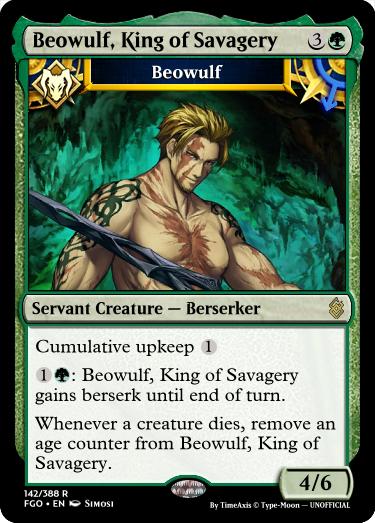 Beowulf, King of Savagery 3
Beowulf
Servant Creature — Berserker
Cumulative upkeep 1
1: Beowulf, King of Savagery
gains berserk until end of turn.
Whenever a creature dies, remove an
age counter from Beowulf, King of
Savagery.
4/6
142/388 R
FGO • EN SIMOSI
By TimeAxis © Type-Moon — UNOFFICIAL